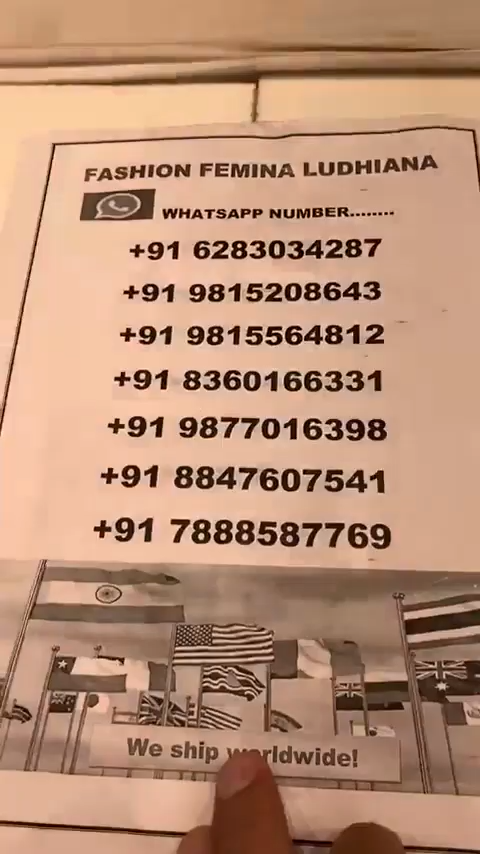 FASHION FEMINA LUDHIANA
WHATSAPP NUMBER........
+91 6283034287
+91 9815208643
+91 9815564812
+91 8360166331
+91 9877016398
+91 8847607541
+91 7888587769
We ship worldwide!